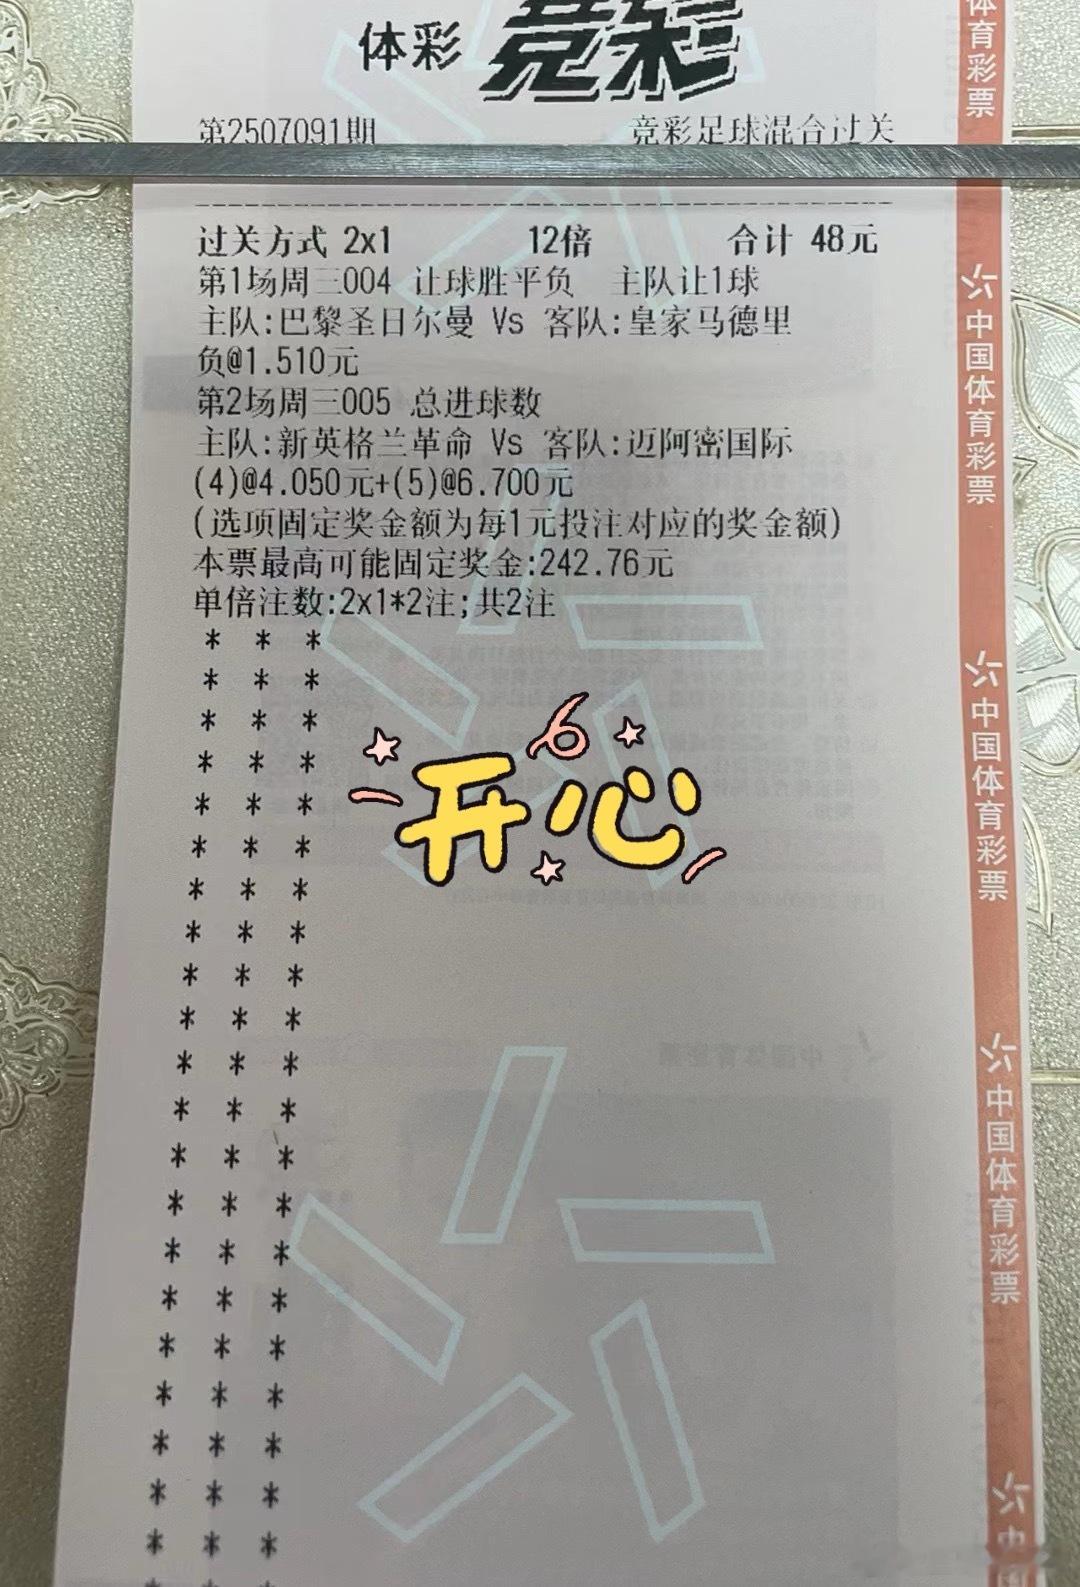 体彩 竞彩
第2507091期 竞彩足球混合过关
过关方式 2x1 12倍 合计 48元
第1场周三004 让球胜平负 主队让1球
主队:巴黎圣日尔曼 Vs 客队:皇家马德里
负@1.510元
第2场周三005 总进球数
主队:新英格兰革命 Vs 客队:迈阿密国际
(4)@4.050元+(5)@6.700元
(选项固定奖金额为每1元投注对应的奖金额)
本票最高可能固定奖金:242.76元
单倍注数:2x1*2注;共2注
开心
体育彩票
中国体育彩票
中国体育彩票
中国体育彩票
中国